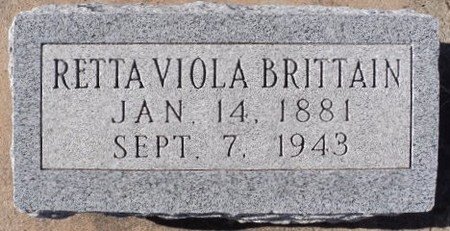 RETTA VIOLA BRITTAIN
JAN. 14, 1881
SEPT. 7, 1943